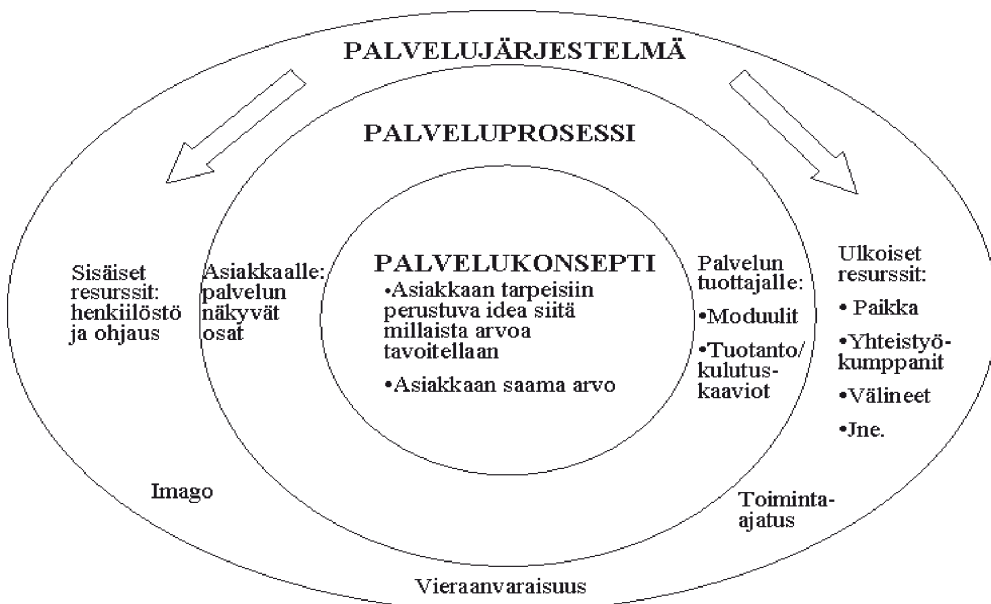 PALVELUJÄRJESTELMÄ
PALVELUPROSESSI
Sisäiset
resurssit:
henkiilöstö
ja ohjaus
Asiakkaalle:
palvelun
näkyvät
osat
PALVELUKONSEPTI
•Asiakkaan tarpeisiin
perustuva idea siitä
millaista arvoa
tavoitellaan
•Asiakkaan saama arvo
Palvelun
tuottajalle:
•Moduulit
•Tuotanto/
kulutus-
kaaviot
Ulkoiset
resurssit:
• Paikka
•Yhteistyö-
kumppanit
•Välineet
•Jne.
Imago
Toiminta-
ajatus
Vieraanvaraisuus